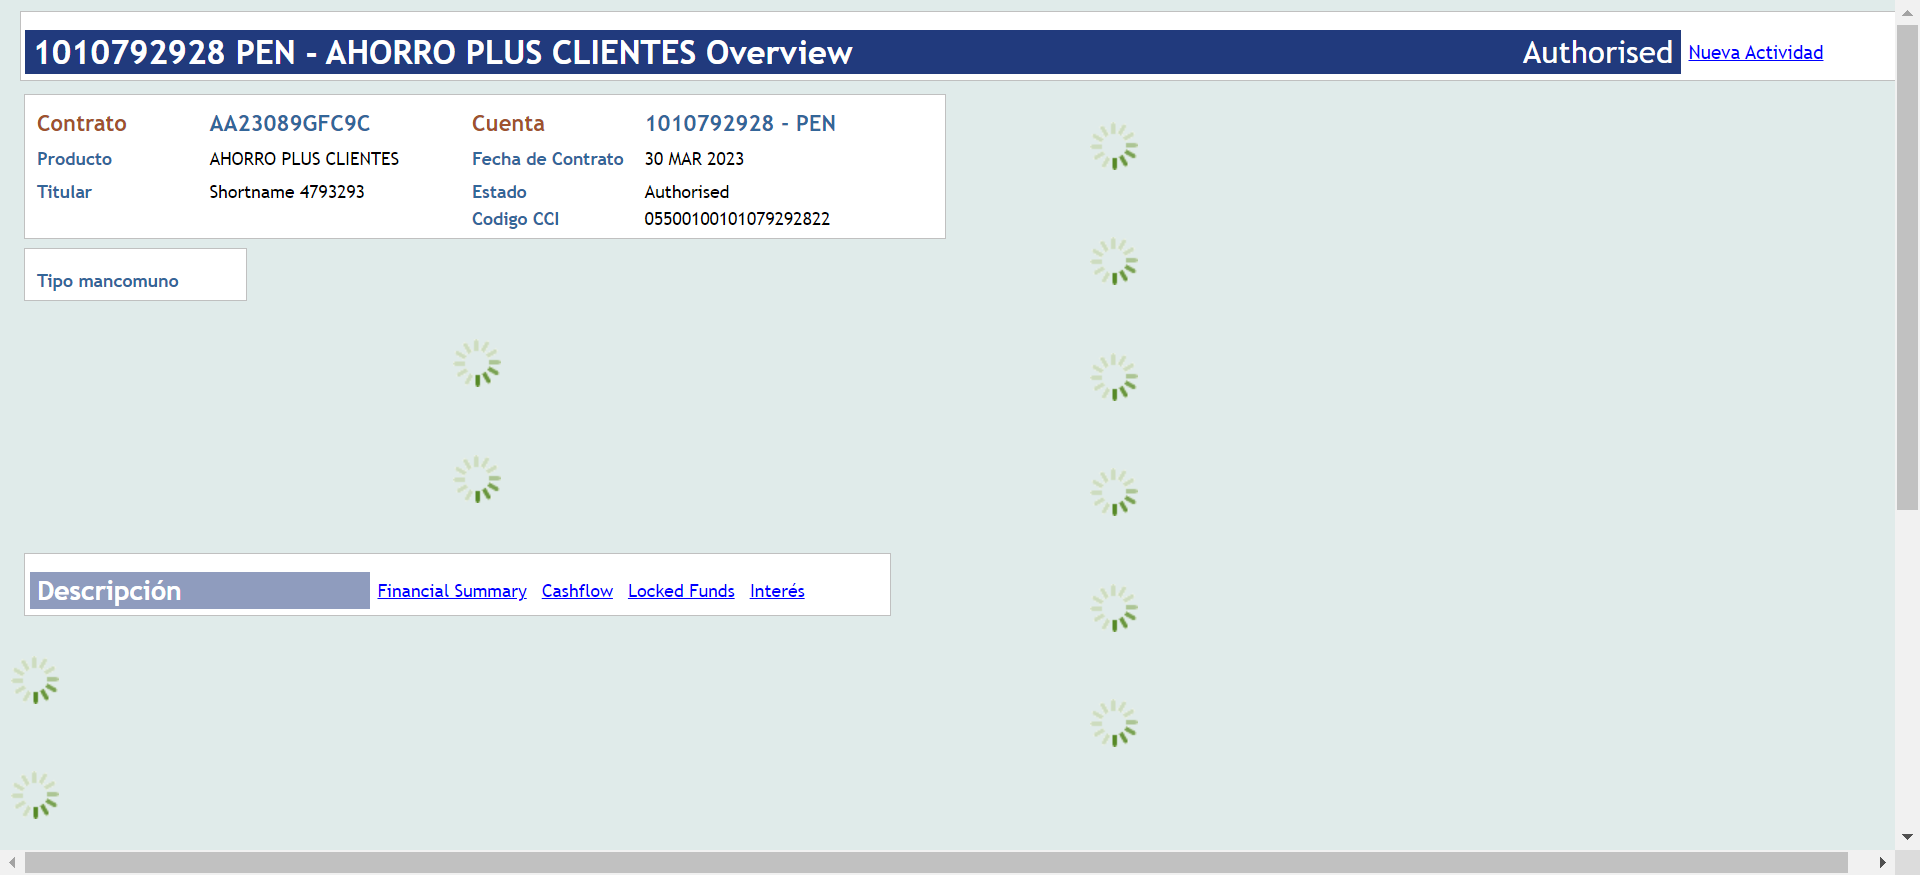 1010792928 PEN - AHORRO PLUS CLIENTES Overview Authorised Nueva Actividad
Contrato AA23089GFC9C Cuenta 1010792928 - PEN
Producto AHORRO PLUS CLIENTES Fecha de Contrato 30 MAR 2023
Titular Shortname 4793293 Estado Authorised
Codigo CCI 05500100101079292822
Tipo mancomuno
Descripción Financial Summary Cashflow Locked Funds Interés